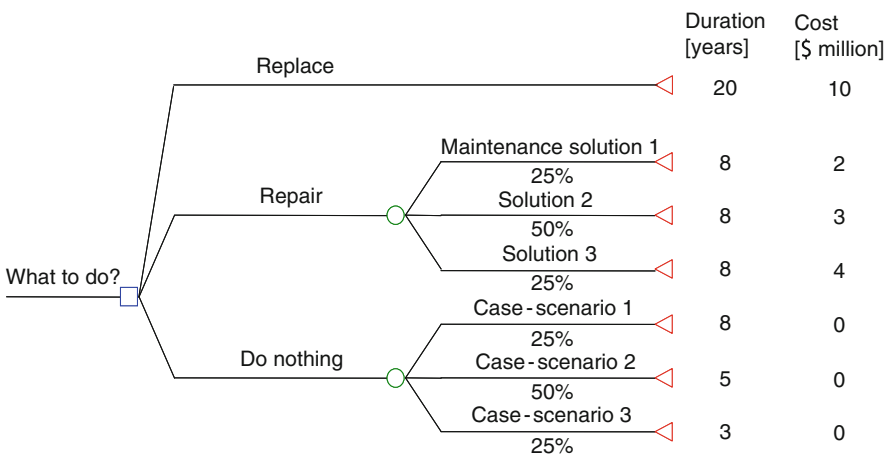 Duration Cost
[years] [$ million]
Replace 20 10
Maintenance solution 1 8 2
25%
Repair Solution 2 8 3
50%
Solution 3 8 4
25%
What to do?
Case-scenario 1 8 0
25%
Do nothing Case-scenario 2 5 0
50%
Case-scenario 3 3 0
25%